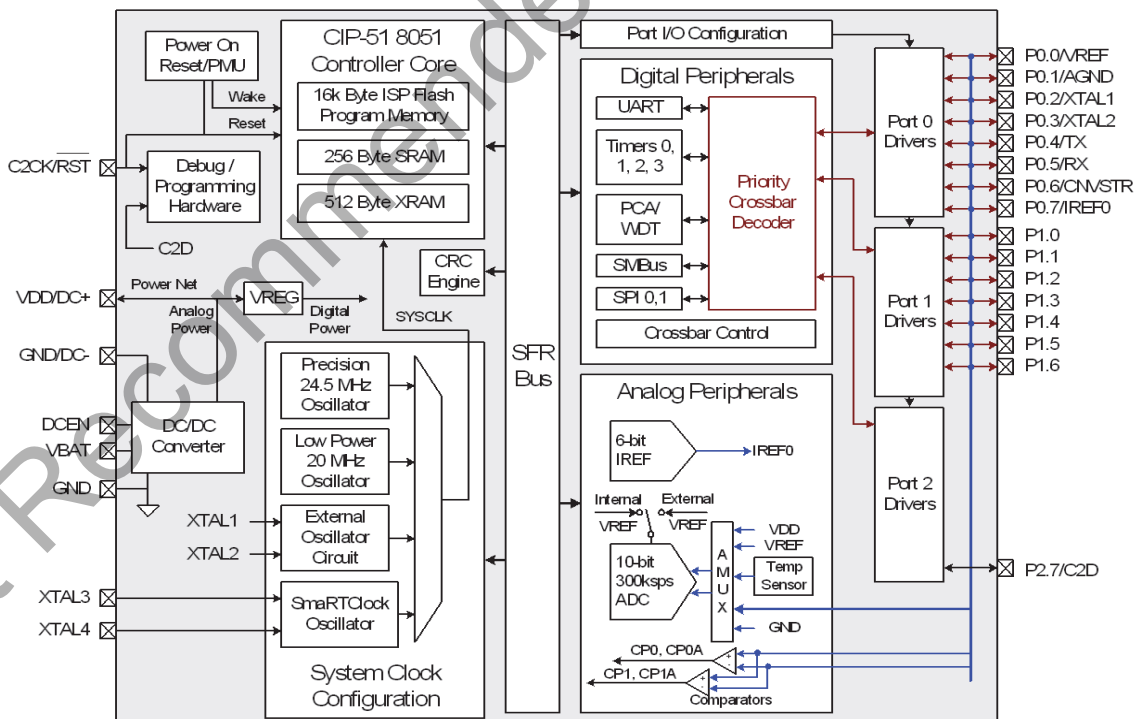 Recommende
Power On
Reset/PMU
Wake
Reset
C2CK/RST
Debug /
Programming
Hardware
C2D
VDD/DC+
Power Net
Analog
Power
VREG
Digital
Power
GND/DC-
DCEN
VBAT
GND
DC/DC
Converter
XTAL1
XTAL2
XTAL3
XTAL4
CIP-51 8051
Controller Core
16k Byte ISP Flash
Program Memory
256 Byte SRAM
512 Byte XRAM
CRC
Engine
SYSCLK
Precision
24.5 MHz
Oscillator
Low Power
20 MHz
Oscillator
External
Oscillator
Circuit
SmaRTClock
Oscillator
System Clock
Configuration
SFR
Bus
Port I/O Configuration
Digital Peripherals
UART
Timers 0,
1, 2, 3
PCA/
WDT
SMBus
SPI 0,1
Priority
Crossbar
Decoder
Crossbar Control
Analog Peripherals
6-bit
IREF
IREF0
Internal
VREF
External
VREF
10-bit
300ksps
ADC
A
M
U
X
VDD
VREF
Temp
Sensor
GND
CP0, CP0A
+
-
CP1, CP1A
+
-
Comparators
Port 0
Drivers
Port 1
Drivers
Port 2
Drivers
P0.0/VREF
P0.1/AGND
P0.2/XTAL1
P0.3/XTAL2
P0.4/TX
P0.5/RX
P0.6/CNVSTR
P0.7/IREF0
P1.0
P1.1
P1.2
P1.3
P1.4
P1.5
P1.6
P2.7/C2D